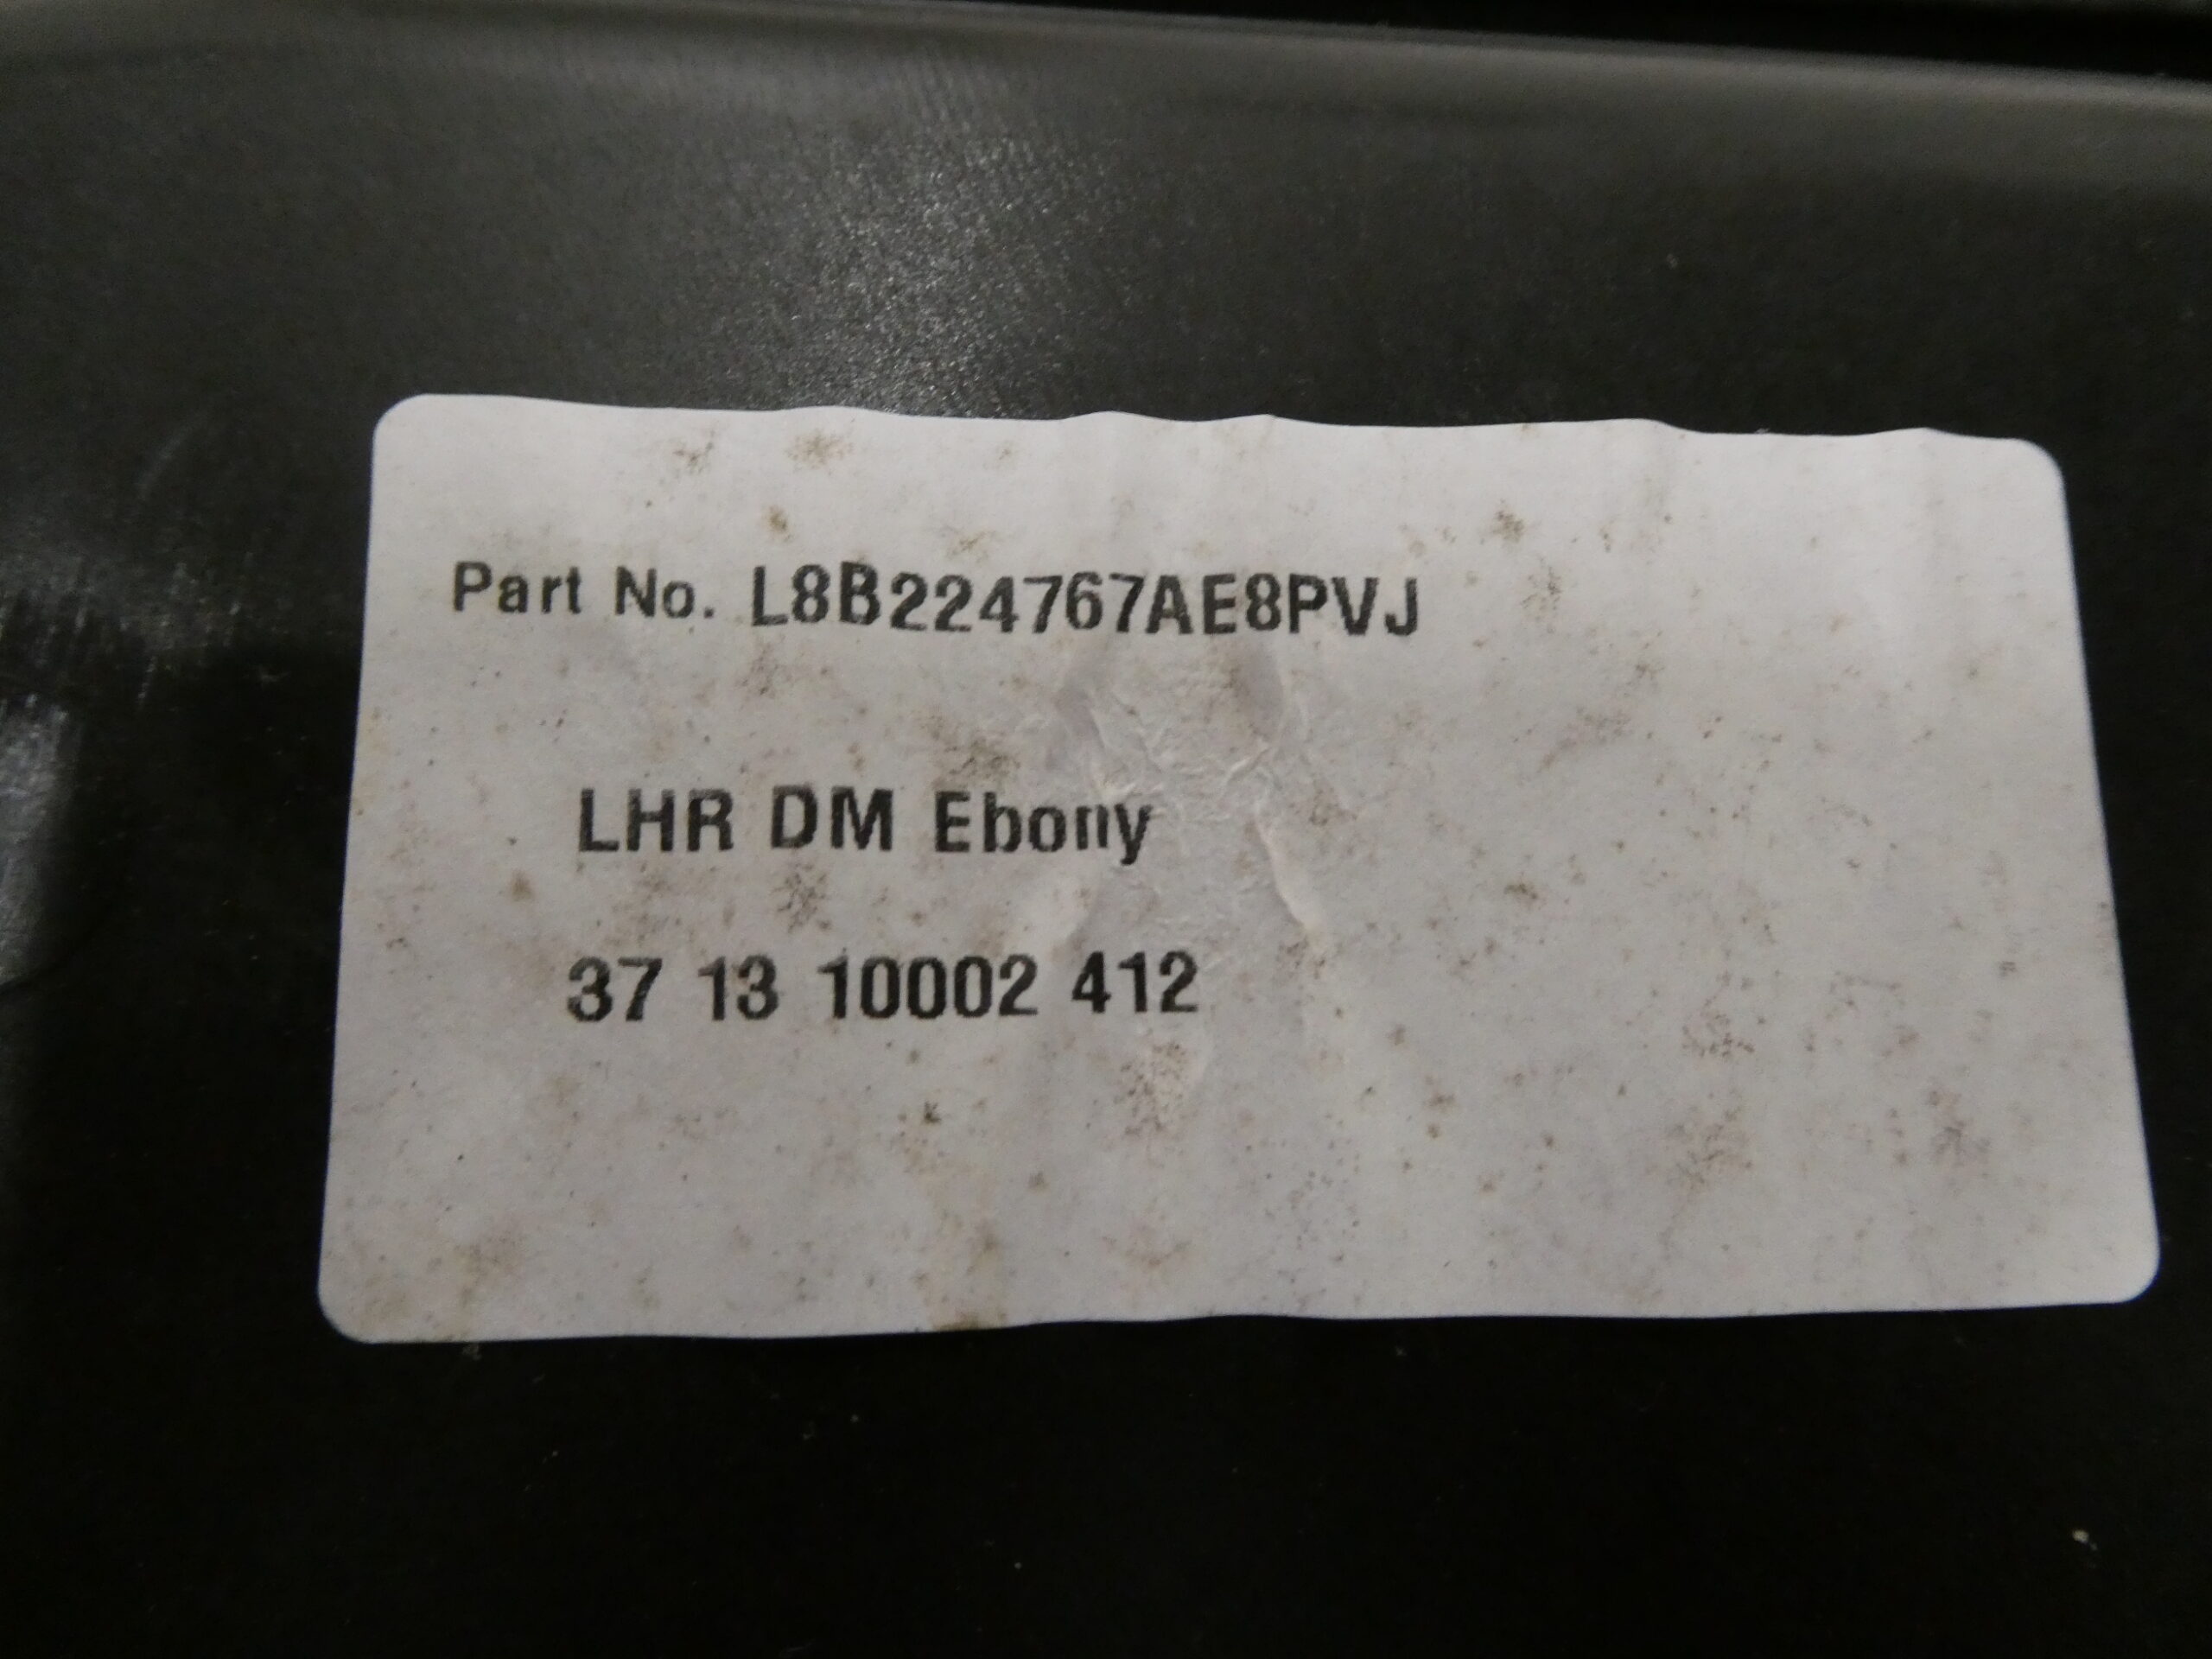 Part No. L8B224767AE8PVJ
LHR DM Ebony
37 13 10002 412